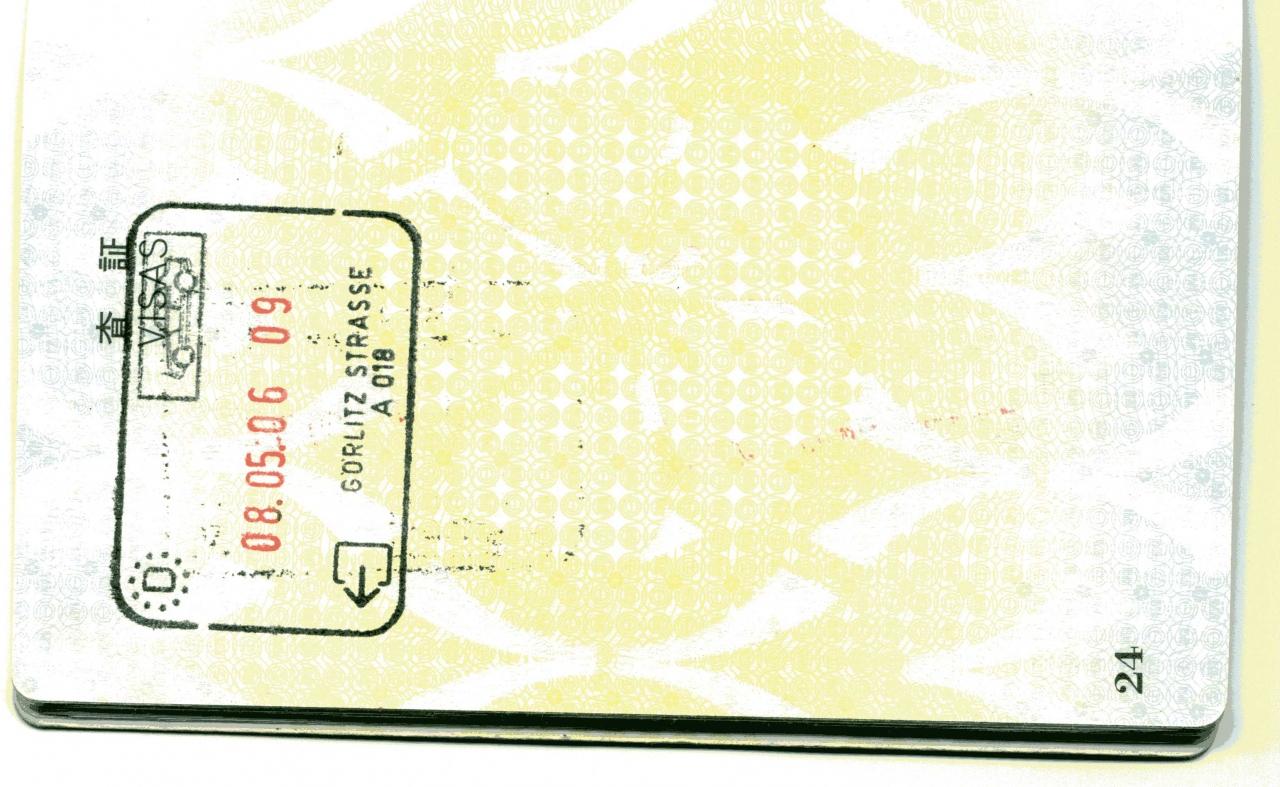 査証
VISAS
D
08.05.06 09
GÖRLITZ STRASSE
A 018
24